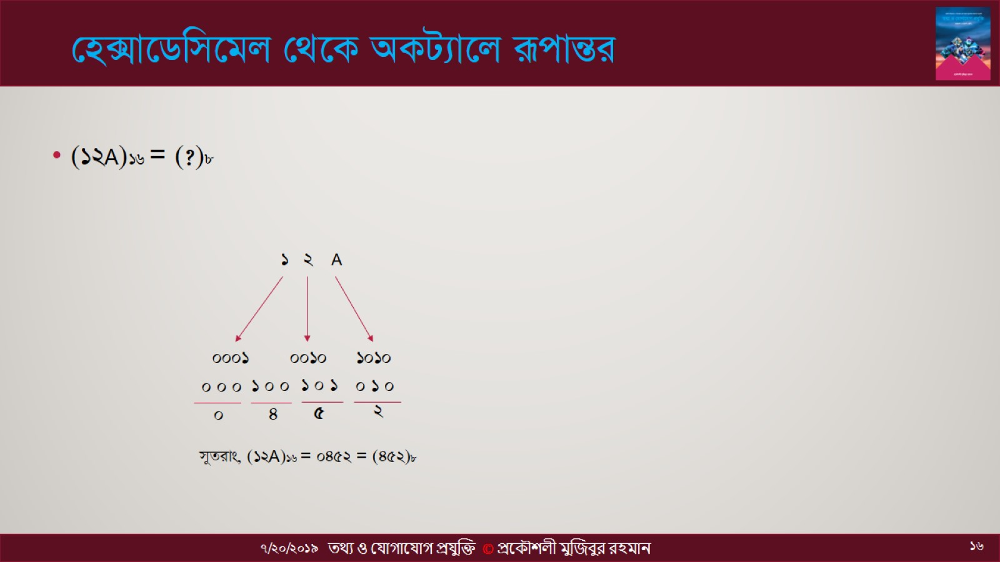 হেক্সাডেসিমেল থেকে অকট্যালে রূপান্তর
• (১২A)১৬ = (?)৮
১ ২ A
০০০১ ০০১০ ১০১০
০ ০ ০ ১ ০ ০ ১ ০ ১ ০ ১ ০
০ ৪ ৫ ২
সুতরাং, (১২A)১৬ = ০৪৫২ = (৪৫২)৮
৭/২০/২০১৯ তথ্য ও যোগাযোগ প্রযুক্তি © প্রকৌশলী মুজিবুর রহমান ১৬